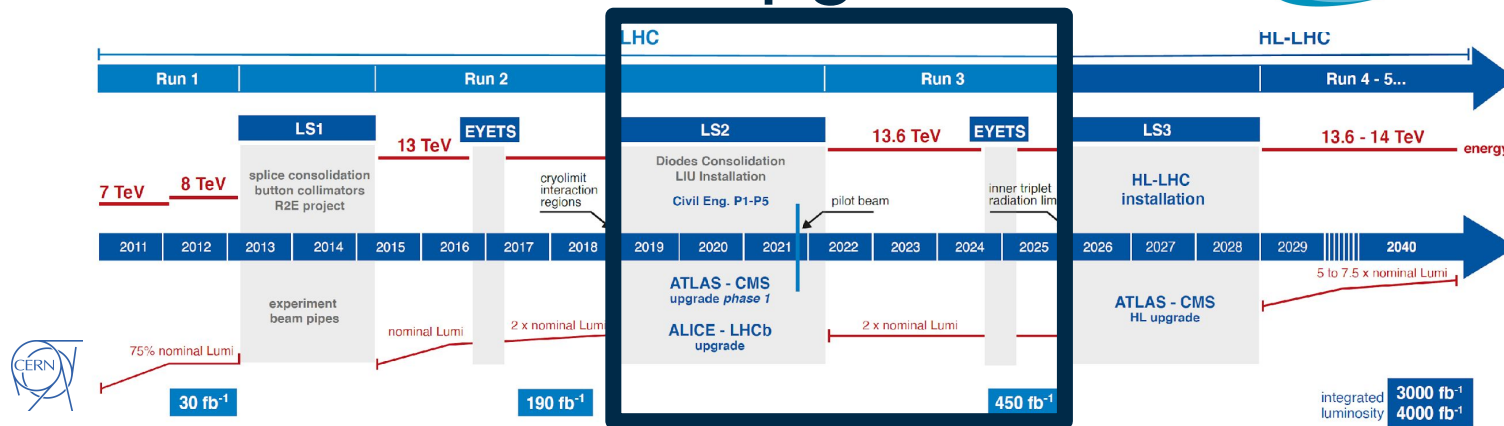 LHC
HL-LHC
Run 1
Run 2
Run 3
Run 4 - 5...
LS1
EYETS
LS2
EYETS
LS3
13 TeV
13.6 TeV
13.6 - 14 TeV
energy
7 TeV
8 TeV
splice consolidation
button collimators
R2E project
cryolimit
interaction
regions
Diodes Consolidation
LIU Installation
Civil Eng. P1-P5
pilot beam
inner triplet
radiation
HL-LHC
installation
2011
2012
2013
2014
2015
2016
2017
2018
2019
2020
2021
2022
2023
2024
2025
2026
2027
2028
2029
2040
experiment
beam pipes
ATLAS - CMS
upgrade phase 1
ALICE - LHCb
upgrade
ATLAS - CMS
HL upgrade
5 to 7.5 x nominal Lumi
75% nominal Lumi
nominal Lumi
2 x nominal Lumi
2 x nominal Lumi
CERN
30 fb⁻¹
190 fb⁻¹
450 fb⁻¹
integrated
luminosity
3000 fb⁻¹
4000 fb⁻¹